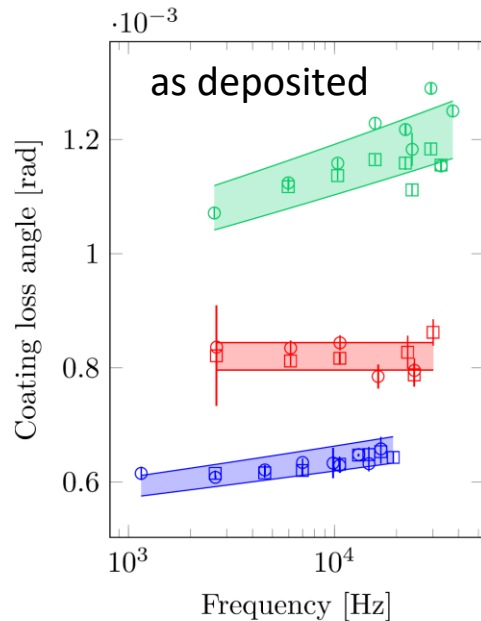 ·10⁻³
as deposited
1.2
1
0.8
0.6
Coating loss angle [rad]
10³ 10⁴
Frequency [Hz]